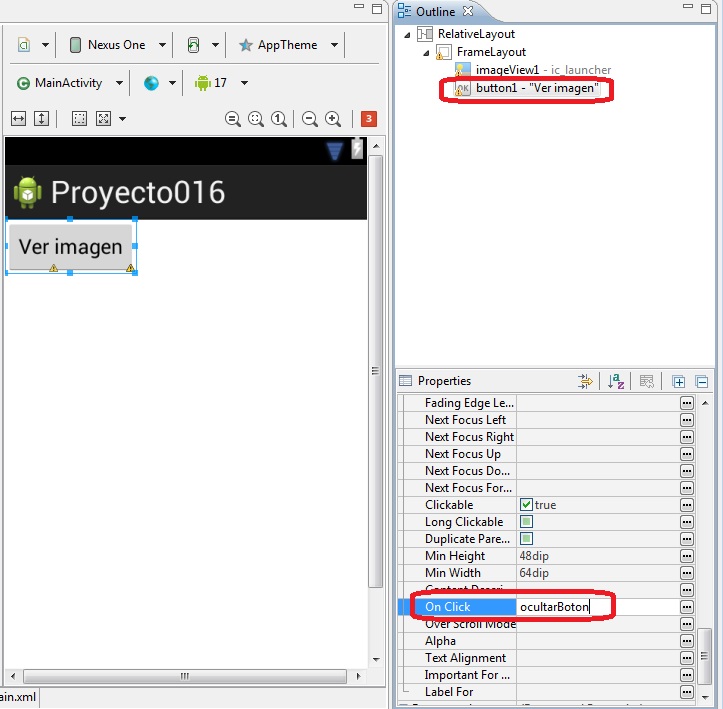 Nexus One
AppTheme
MainActivity
17
3
Proyecto016
Ver imagen
ain.xml
Outline
RelativeLayout
FrameLayout
imageView1 - ic_launcher
OK
button1 - "Ver imagen"
Properties
Fading Edge Le...
Next Focus Left
Next Focus Right
Next Focus Up
Next Focus Do...
Next Focus For...
Clickable true
Long Clickable
Duplicate Pare...
Min Height 48dip
Min Width 64dip
Content Descri...
On Click ocultarBoton
Over Scroll Mode
Alpha
Text Alignment
Important For ...
Label For